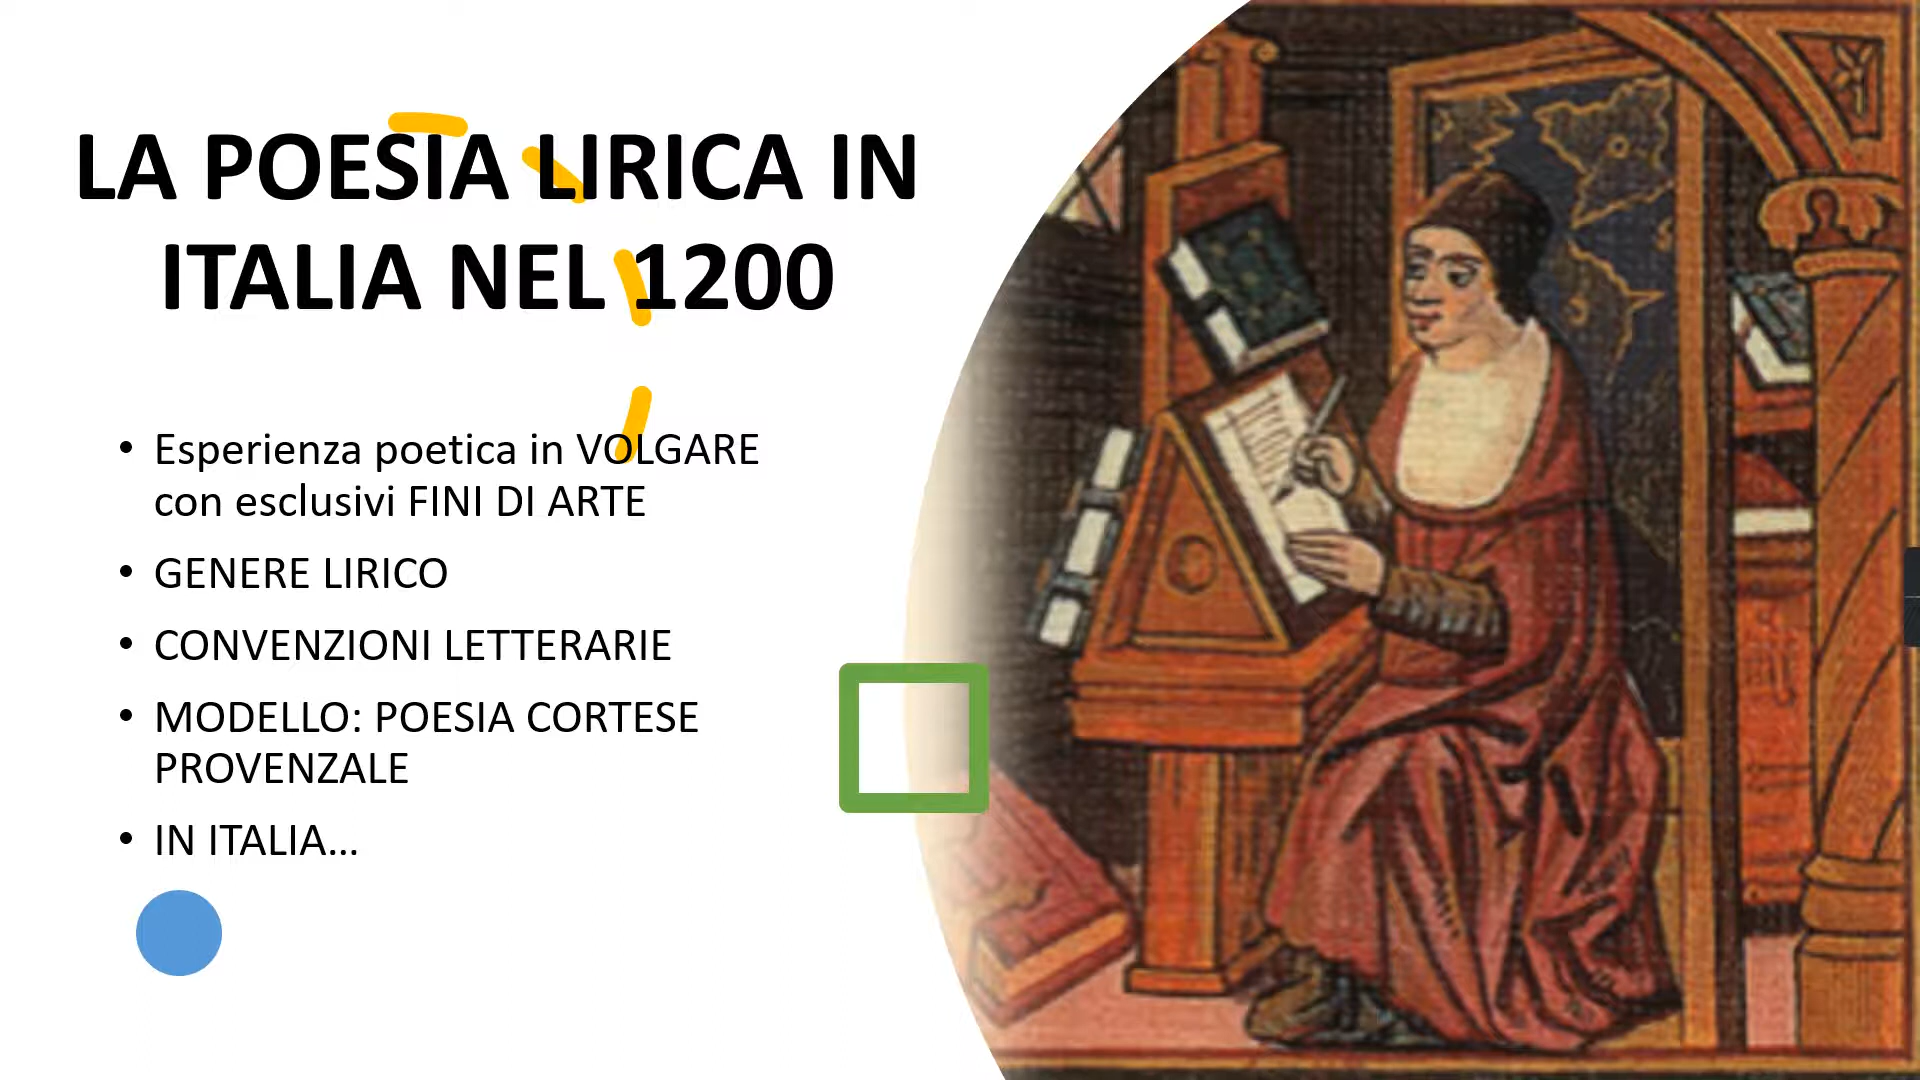 LA POESIA LIRICA IN
ITALIA NEL 1200
• Esperienza poetica in VOLGARE
con esclusivi FINI DI ARTE
• GENERE LIRICO
• CONVENZIONI LETTERARIE
• MODELLO: POESIA CORTESE
PROVENZALE
• IN ITALIA...